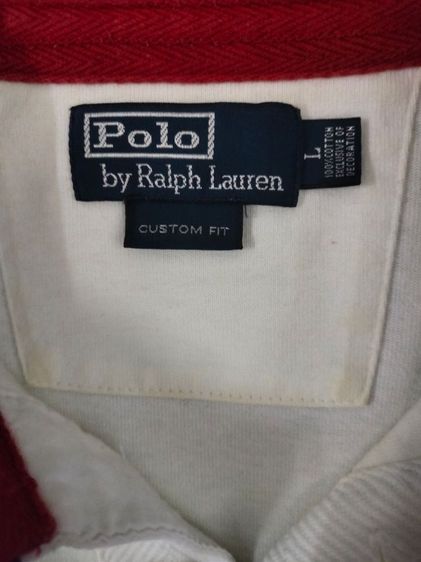 Polo
by Ralph Lauren
CUSTOM FIT
L
100% COTTON
EXCLUSIVE OF
DECORATION